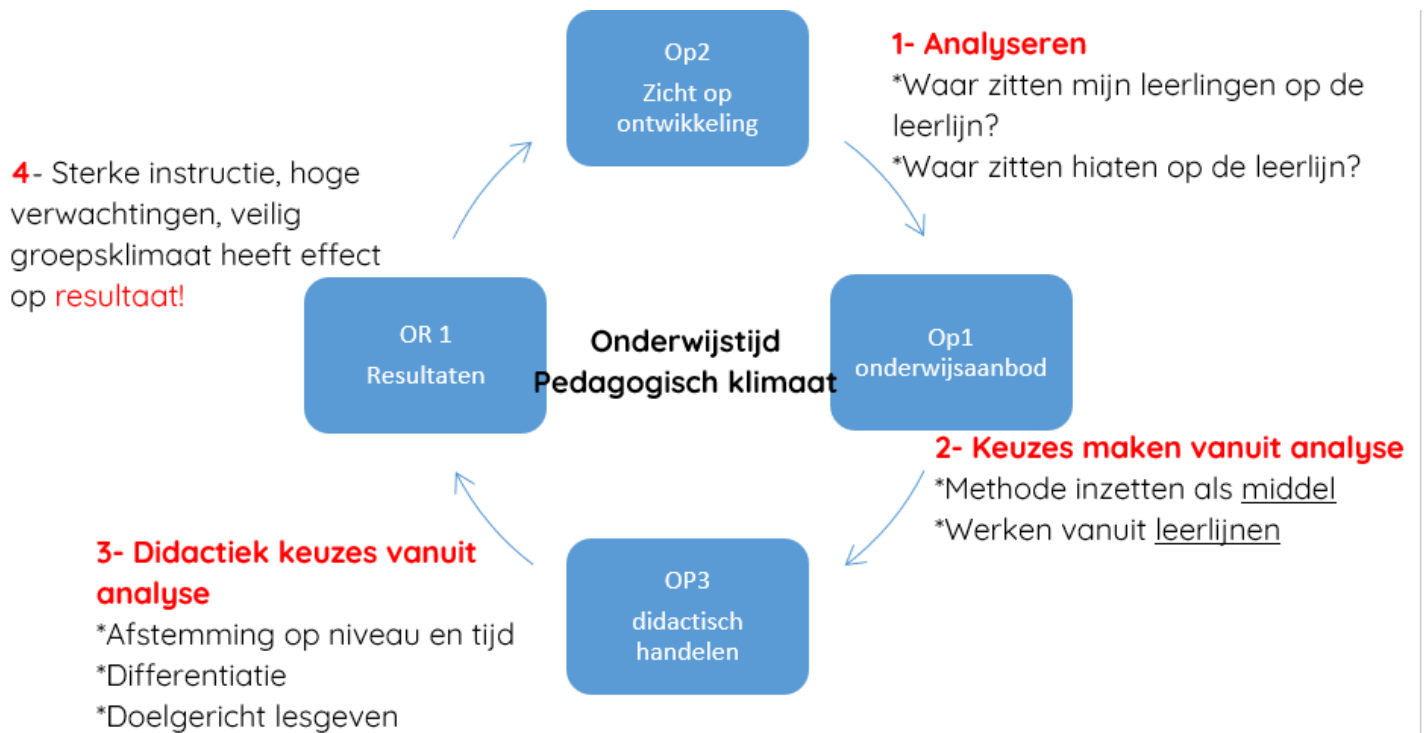 Op2
Zicht op
ontwikkeling
1- Analyseren
*Waar zitten mijn leerlingen op de
leerlijn?
*Waar zitten hiaten op de leerlijn?
4- Sterke instructie, hoge
verwachtingen, veilig
groepsklimaat heeft effect
op resultaat!
OR 1
Resultaten
Onderwijstijd
Pedagogisch klimaat
Op1
onderwijsaanbod
2- Keuzes maken vanuit analyse
*Methode inzetten als middel
*Werken vanuit leerlijnen
3- Didactiek keuzes vanuit
analyse
*Afstemming op niveau en tijd
*Differentiatie
*Doelgericht lesgeven
OP3
didactisch
handelen